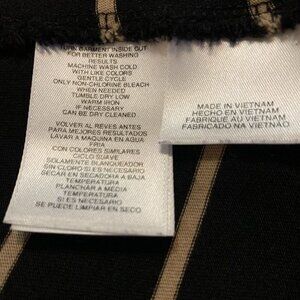 TURN GARMENT INSIDE OUT
FOR BETTER WASHING
RESULTS
MACHINE WASH COLD
WITH LIKE COLORS
GENTLE CYCLE
ONLY NON-CHLORINE BLEACH
WHEN NEEDED
TUMBLE DRY LOW
WARM IRON
IF NECESSARY
CAN BE DRY CLEANED
VOLVER AL REVES ANTES
PARA MEJORES RESULTADOS
LAVAR A MAQUINA EN AGUA
FRIA
CON COLORES SIMILARES
CICLO SUAVE
SOLAMENTE BLANQUEADOR
SIN CLORO SI ES NECESARIO
SECAR EN SECADORA A BAJA
TEMPERATURA
PLANCHAR A MEDIA
TEMPERATURA
SI ES NECESARIO
SE PUEDE LIMPIAR EN SECO
MADE IN VIETNAM
HECHO EN VIETNAM
FABRIQUE AU VIETNAM
FABRICADO NA VIETNAO